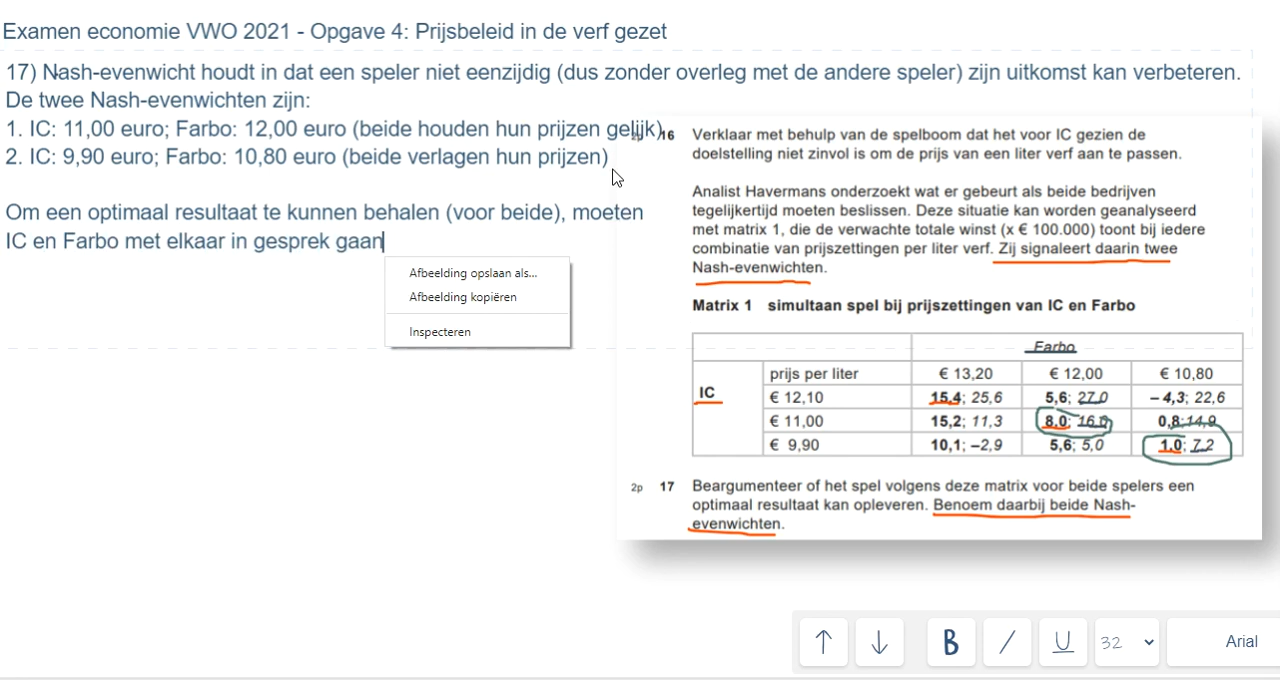 Examen economie VWO 2021 - Opgave 4: Prijsbeleid in de verf gezet
17) Nash-evenwicht houdt in dat een speler niet eenzijdig (dus zonder overleg met de andere speler) zijn uitkomst kan verbeteren.
De twee Nash-evenwichten zijn:
1. IC: 11,00 euro; Farbo: 12,00 euro (beide houden hun prijzen gelijk)
2. IC: 9,90 euro; Farbo: 10,80 euro (beide verlagen hun prijzen)
Om een optimaal resultaat te kunnen behalen (voor beide), moeten
IC en Farbo met elkaar in gesprek gaan
Afbeelding opslaan als...
Afbeelding kopiëren
Inspecteren
16 Verklaar met behulp van de spelboom dat het voor IC gezien de
doelstelling niet zinvol is om de prijs van een liter verf aan te passen.
Analist Havermans onderzoekt wat er gebeurt als beide bedrijven
tegelijkertijd moeten beslissen. Deze situatie kan worden geanalyseerd
met matrix 1, die de verwachte totale winst (x € 100.000) toont bij iedere
combinatie van prijszettingen per liter verf. Zij signaleert daarin twee
Nash-evenwichten.
Matrix 1 simultaan spel bij prijszettingen van IC en Farbo
Farbo
IC
prijs per liter € 13,20 € 12,00 € 10,80
€ 12,10 15,4; 25,6 5,6; 27,0 – 4,3; 22,6
€ 11,00 15,2; 11,3 8,0; 16,0 0,8; 14,9
€ 9,90 10,1; –2,9 5,6; 5,0 1,0; 7,2
2p 17 Beargumenteer of het spel volgens deze matrix voor beide spelers een
optimaal resultaat kan opleveren. Benoem daarbij beide Nash-
evenwichten.
B / U 32 Arial